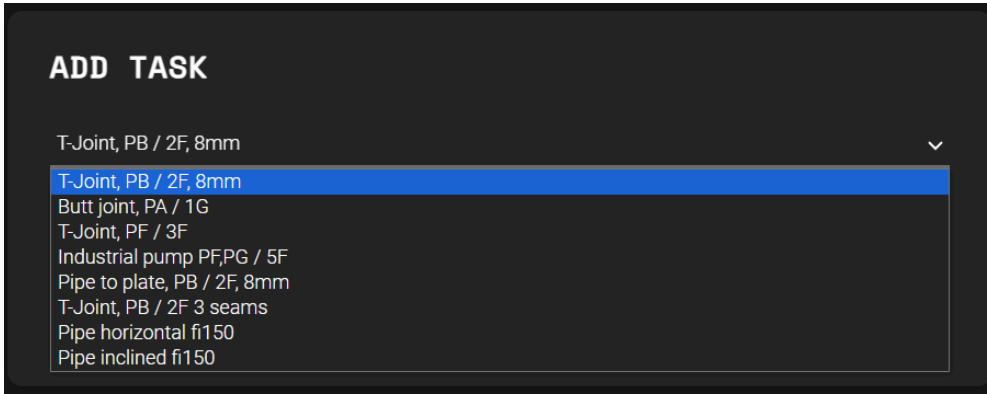 ADD TASK
T-Joint, PB / 2F, 8mm
T-Joint, PB / 2F, 8mm
Butt joint, PA / 1G
T-Joint, PF / 3F
Industrial pump PF,PG / 5F
Pipe to plate, PB / 2F, 8mm
T-Joint, PB / 2F 3 seams
Pipe horizontal fi150
Pipe inclined fi150